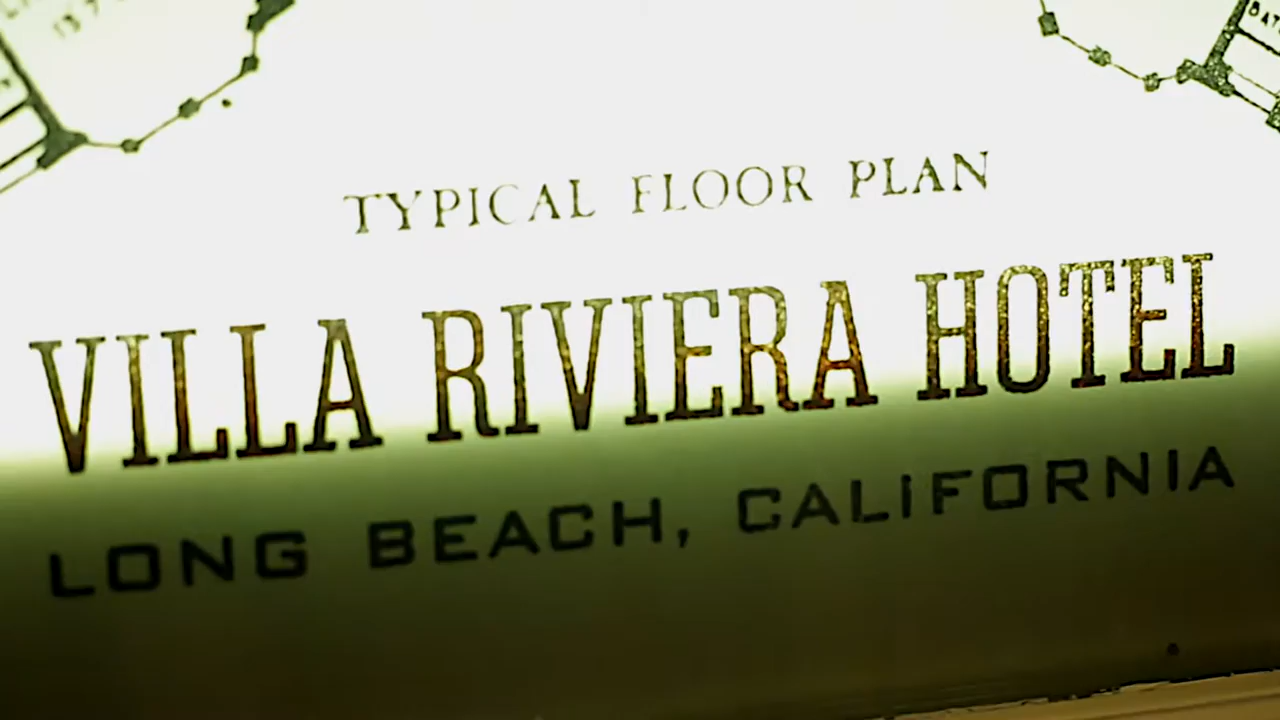 TYPICAL FLOOR PLAN
VILLA RIVIERA HOTEL
LONG BEACH, CALIFORNIA